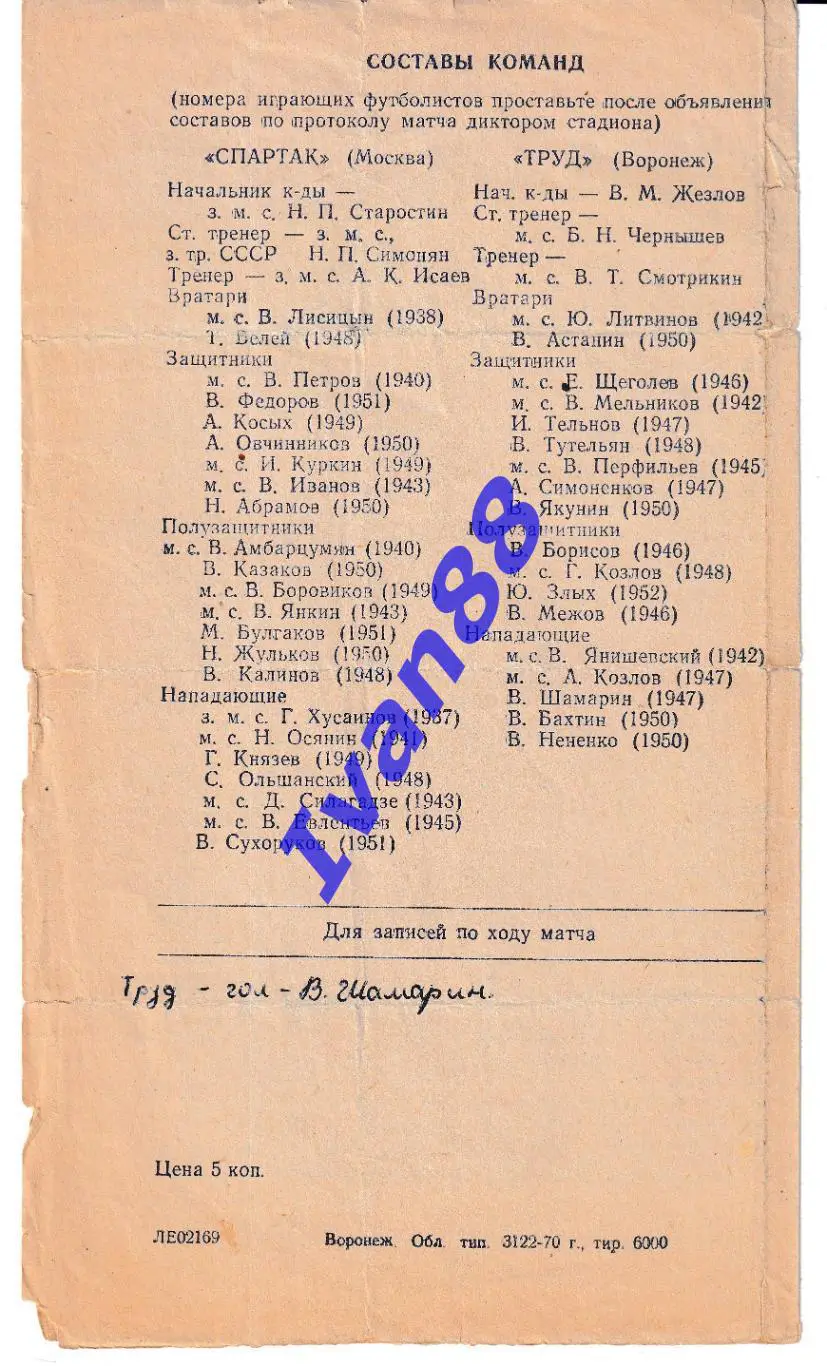 СОСТАВЫ КОМАНД
(номера играющих футболистов проставьте после объявления
составов по протоколу матча диктором стадиона)
«СПАРТАК» (Москва)
Начальник к-ды —
з. м. с. Н. П. Старостин
Ст. тренер — з. м. с.,
з. тр. СССР Н. П. Симонян
Тренер — з. м. с. А. К. Исаев
Вратари
м. с. В. Лисицын (1938)
Т. Белей (1948)
Защитники
м. с. В. Петров (1940)
В. Федоров (1951)
А. Косых (1949)
А. Овчинников (1950)
м. с. И. Куркин (1949)
м. с. В. Иванов (1943)
Н. Абрамов (1950)
Полузащитники
м. с. В. Амбарцумян (1940)
В. Казаков (1950)
м. с. В. Боровиков (1949)
м. с. В. Янкин (1943)
М. Булгаков (1951)
Н. Жульков (1950)
В. Калинов (1948)
Нападающие
з. м. с. Г. Хусаинов (1937)
м. с. Н. Осянин (1941)
Г. Князев (1949)
С. Ольшанский (1948)
м. с. Д. Силагадзе (1943)
м. с. В. Евлентьев (1945)
В. Сухоруков (1951)
«ТРУД» (Воронеж)
Нач. к-ды — В. М. Жезлов
Ст. тренер —
м. с. Б. Н. Чернышев
Тренер —
м. с. В. Т. Смотрикин
Вратари
м. с. Ю. Литвинов (1942
В. Астанин (1950)
Защитники
м. с. Е. Щеголев (1946)
м. с. В. Мельников (1942)
И. Тельнов (1947)
В. Тутельян (1948)
м. с. В. Перфильев (1945)
А. Симоненков (1947)
В. Якунин (1950)
Полузащитники
В. Борисов (1946)
м. с. Г. Козлов (1948)
Ю. Злых (1952)
В. Межов (1946)
Нападающие
м. с. В. Янишевский (1942)
м. с. А. Козлов (1947)
В. Шамарин (1947)
В. Бахтин (1950)
В. Нененко (1950)
Для записей по ходу матча
Труд - гол - В. Шамарин.
Цена 5 коп.
ЛЕ02169 Воронеж. Обл. тип. 3122-70 г., тир. 6000
Ivan88